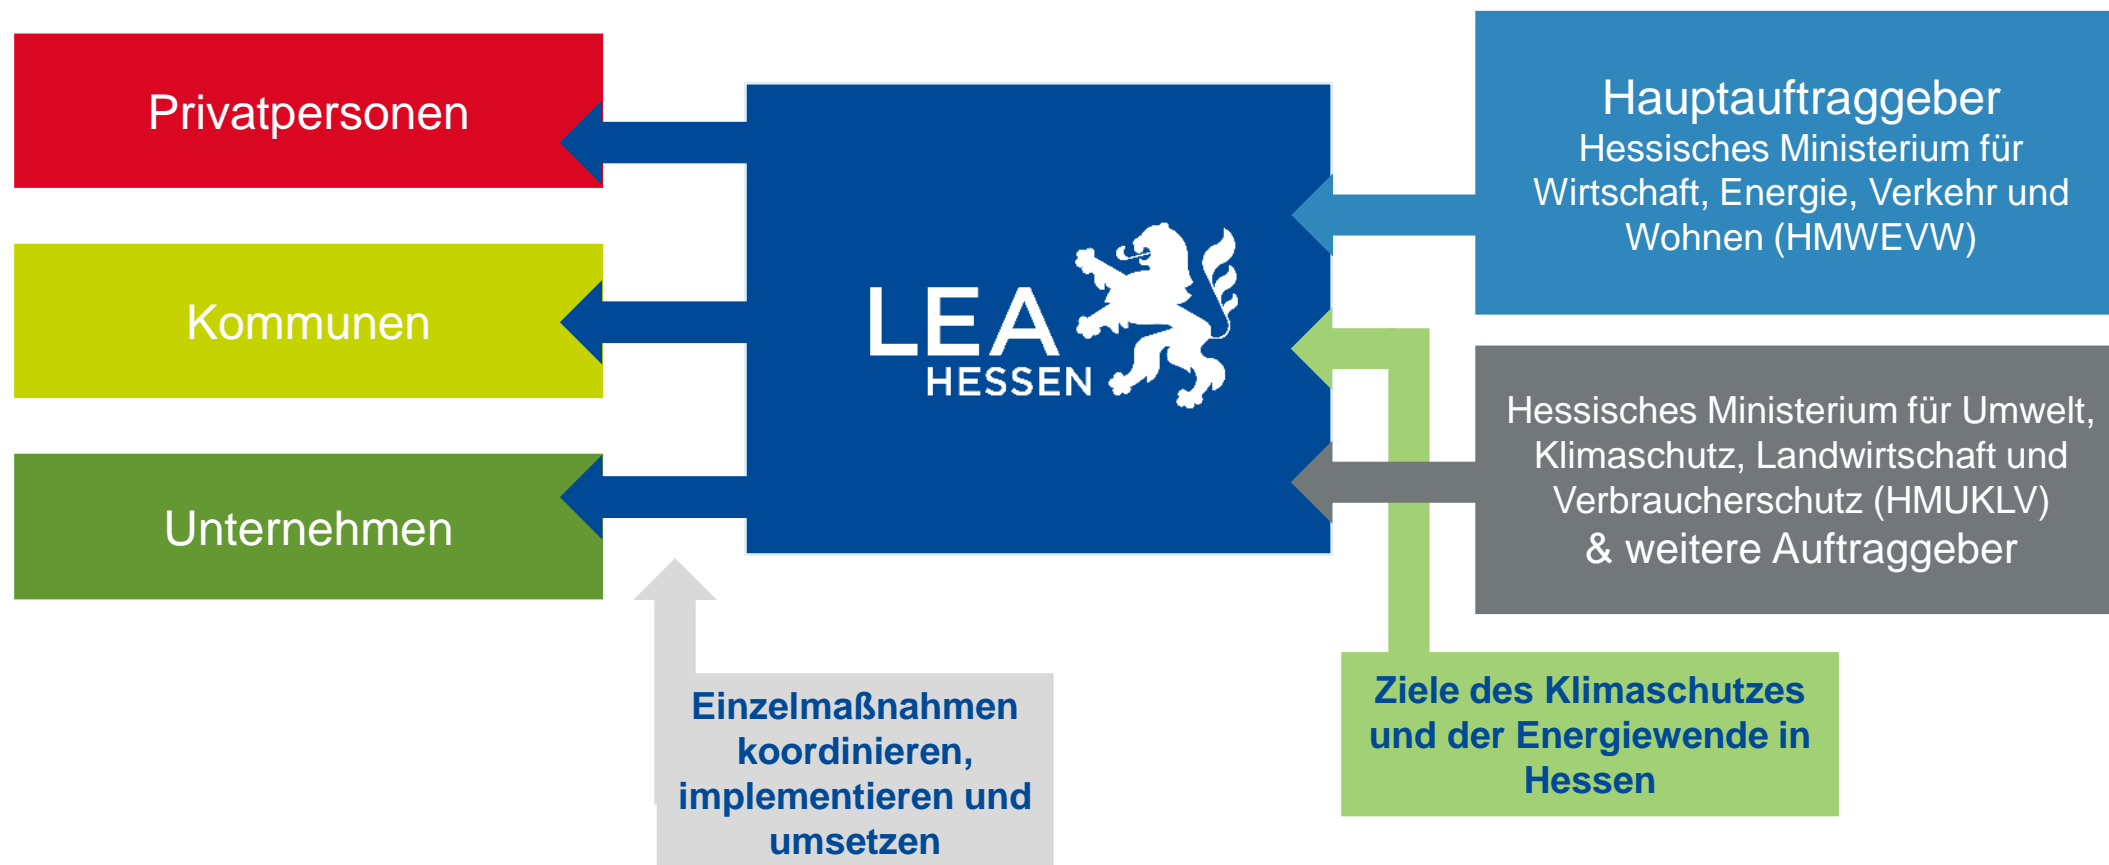 Privatpersonen
Kommunen
Unternehmen
LEA
HESSEN
Hauptauftraggeber
Hessisches Ministerium für
Wirtschaft, Energie, Verkehr und
Wohnen (HMWEVW)
Hessisches Ministerium für Umwelt,
Klimaschutz, Landwirtschaft und
Verbraucherschutz (HMUKLV)
& weitere Auftraggeber
Einzelmaßnahmen
koordinieren,
implementieren und
umsetzen
Ziele des Klimaschutzes
und der Energiewende in
Hessen